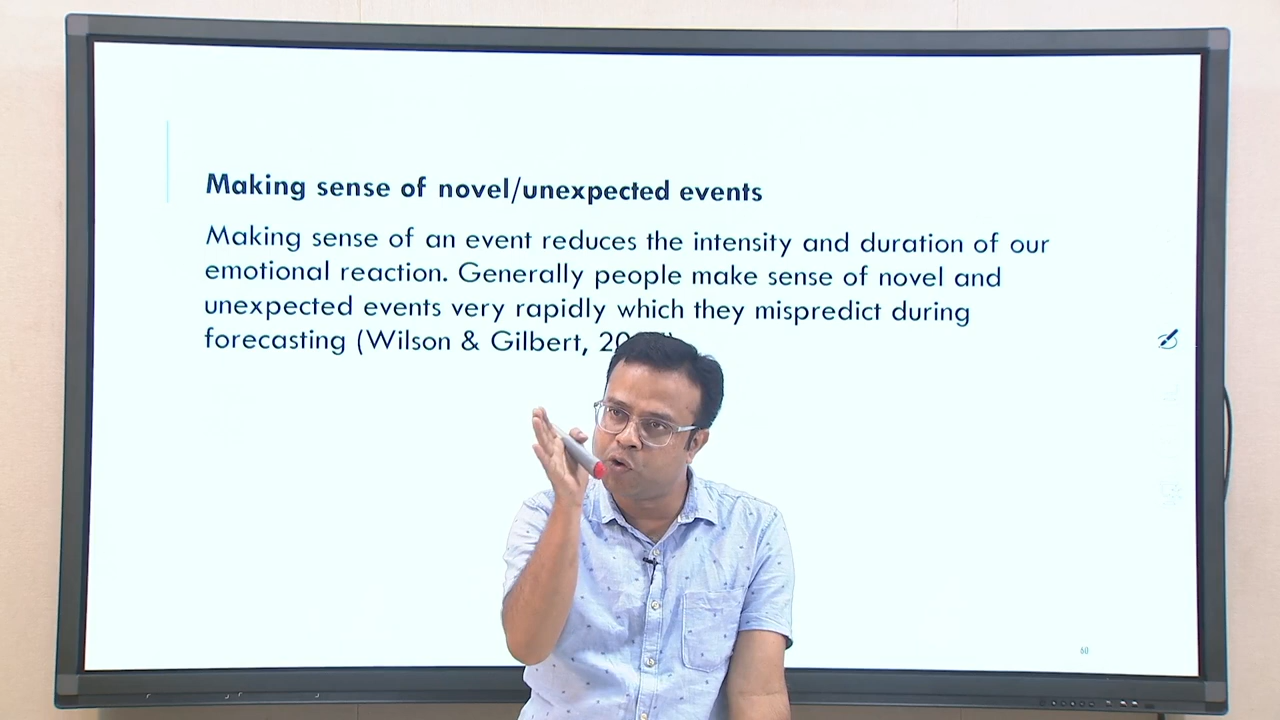 Making sense of novel/unexpected events
Making sense of an event reduces the intensity and duration of our
emotional reaction. Generally people make sense of novel and
unexpected events very rapidly which they mispredict during
forecasting (Wilson & Gilbert,
60